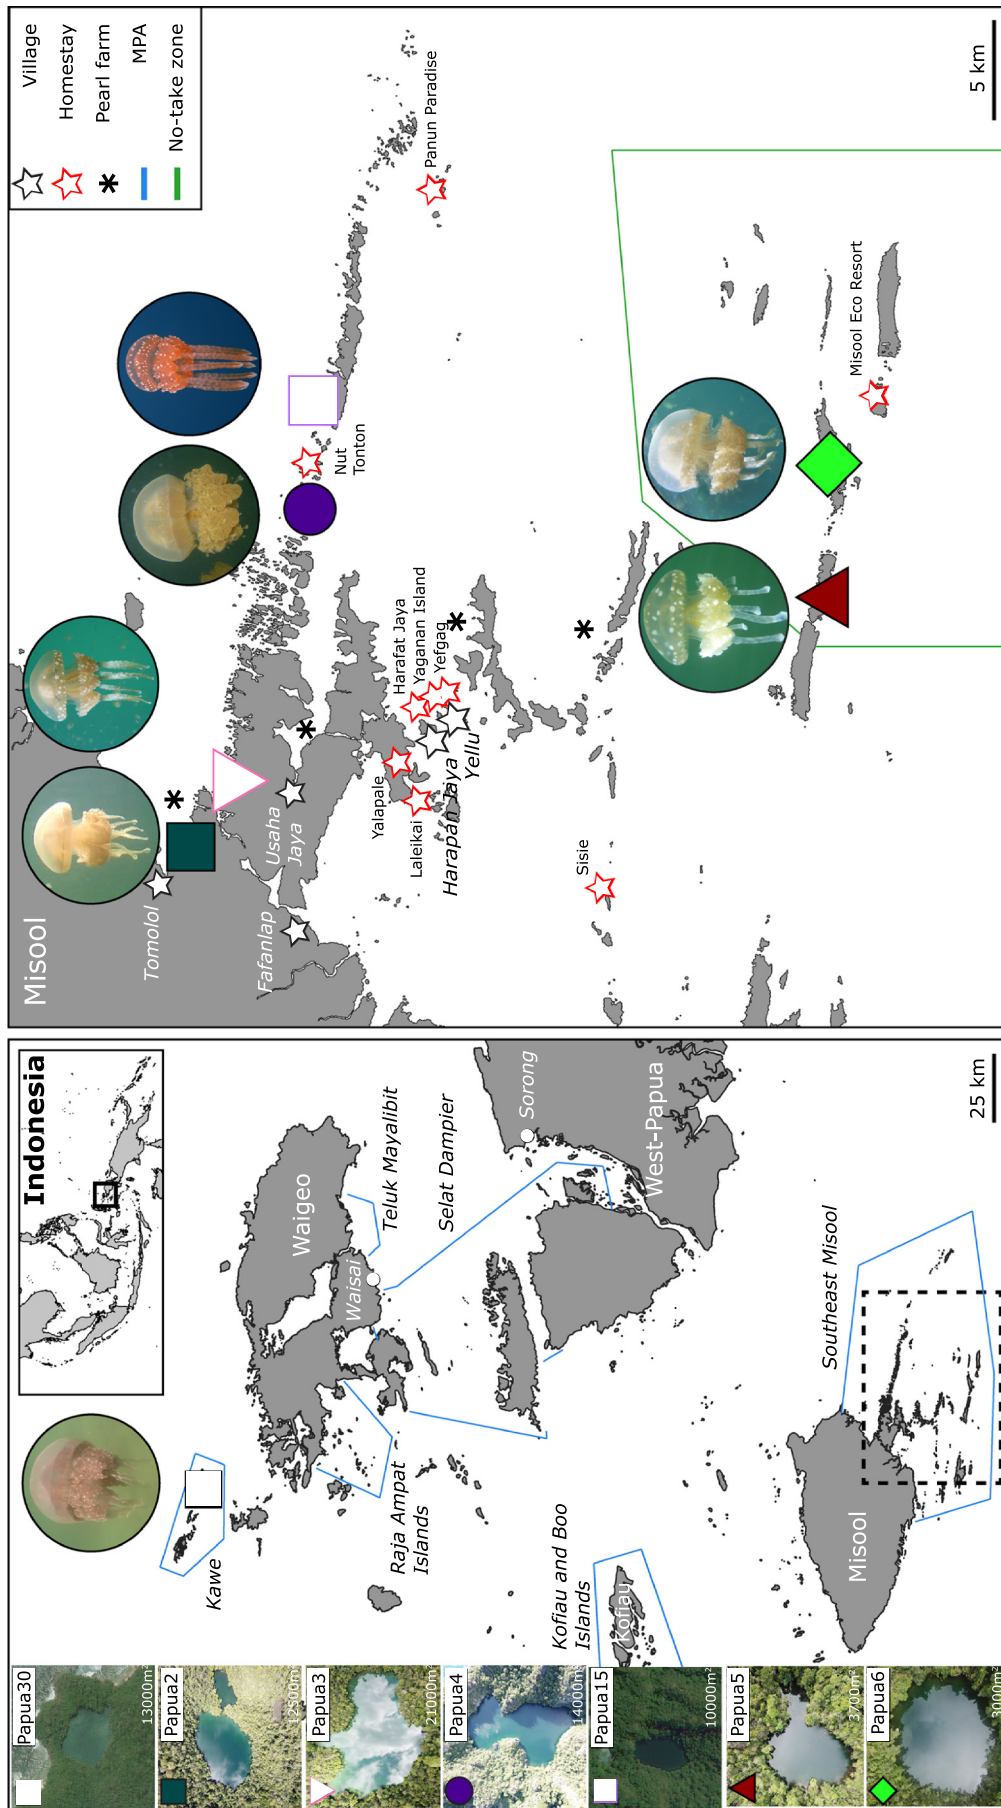 Papua30
13000m²
Papua2
12500m²
Papua3
21000m²
Papua4
14000m²
Papua15
10000m²
Papua5
3700m²
Papua6
3000m²
Indonesia
Kawe
Waigeo
Waisai
Teluk Mayalibit
Selat Dampier
Sorong
West-Papua
Raja Ampat
Islands
Kofiau and Boo
Islands
Kofiau
Misool
Southeast Misool
25 km
Misool
Tomolol
Usaha
Jaya
Fafanlap
Yalapale
Laleikai
Harapan Jaya
Yellu
Harafat Jaya
Yaganan Island
Yefgag
Nut
Tonton
Panun Paradise
Sisie
Misool Eco Resort
Village
Homestay
Pearl farm
MPA
No-take zone
5 km